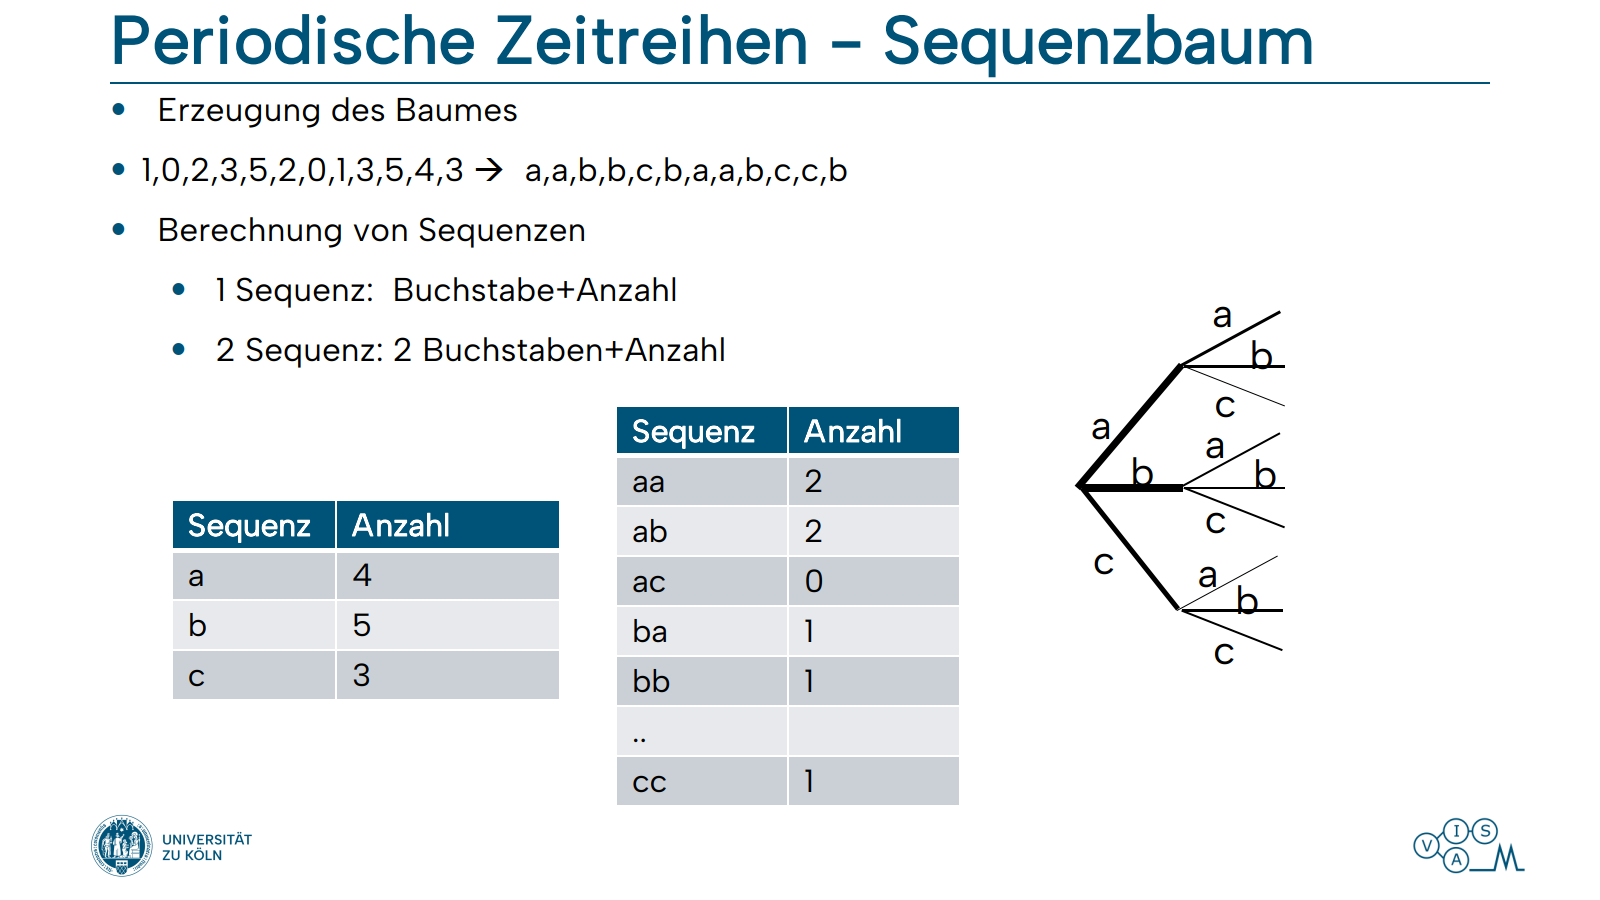 Periodische Zeitreihen – Sequenzbaum
• Erzeugung des Baumes
• 1,0,2,3,5,2,0,1,3,5,4,3 → a,a,b,b,c,b,a,a,b,c,c,b
• Berechnung von Sequenzen
• 1 Sequenz: Buchstabe+Anzahl
• 2 Sequenz: 2 Buchstaben+Anzahl
Sequenz Anzahl
a 4
b 5
c 3
Sequenz Anzahl
aa 2
ab 2
ac 0
ba 1
bb 1
..
cc 1
a
b
c
a
b
c
a
b
c
a
b
c
UNIVERSITÄT
ZU KÖLN
V I S
A M